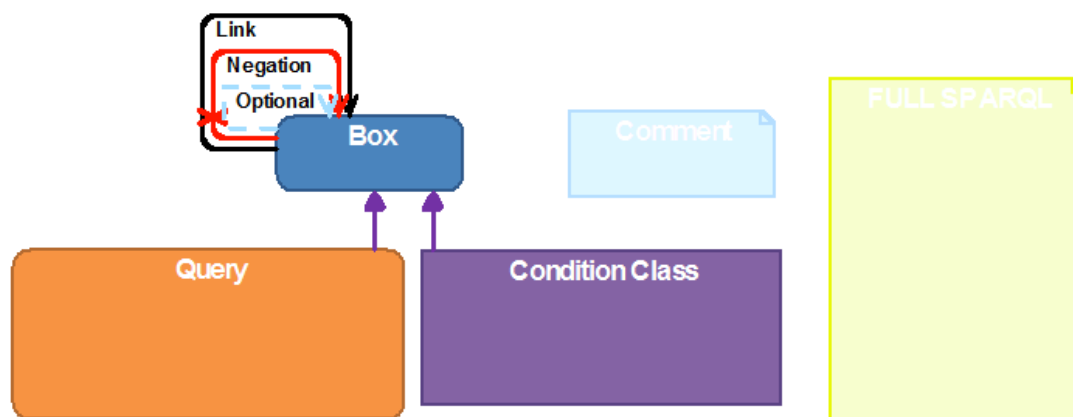 Link
Negation
Optional
Box
Comment
FULL SPARQL
Query
Condition Class